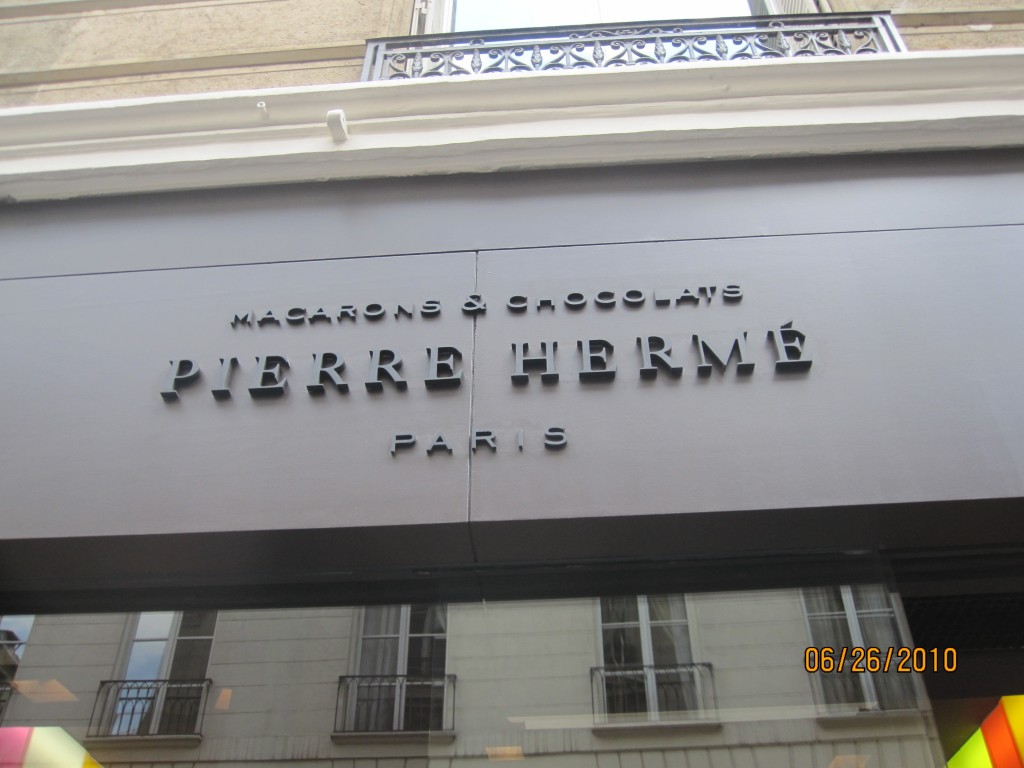 MACARONS & CHOCOLATS
PIERRE HERMÉ
PARIS
06/26/2010